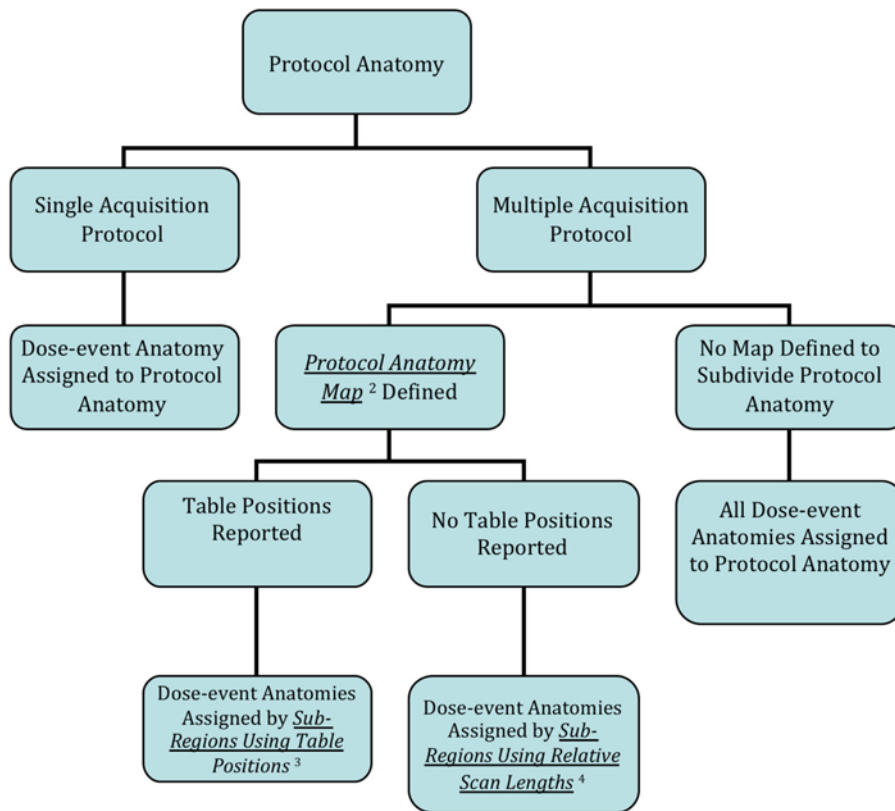 Protocol Anatomy
Single Acquisition
Protocol
Multiple Acquisition
Protocol
Dose-event Anatomy
Assigned to Protocol
Anatomy
Protocol Anatomy
Map 2 Defined
No Map Defined to
Subdivide Protocol
Anatomy
Table Positions
Reported
No Table Positions
Reported
All Dose-event
Anatomies Assigned
to Protocol Anatomy
Dose-event Anatomies
Assigned by Sub-
Regions Using Table
Positions 3
Dose-event Anatomies
Assigned by Sub-
Regions Using Relative
Scan Lengths 4